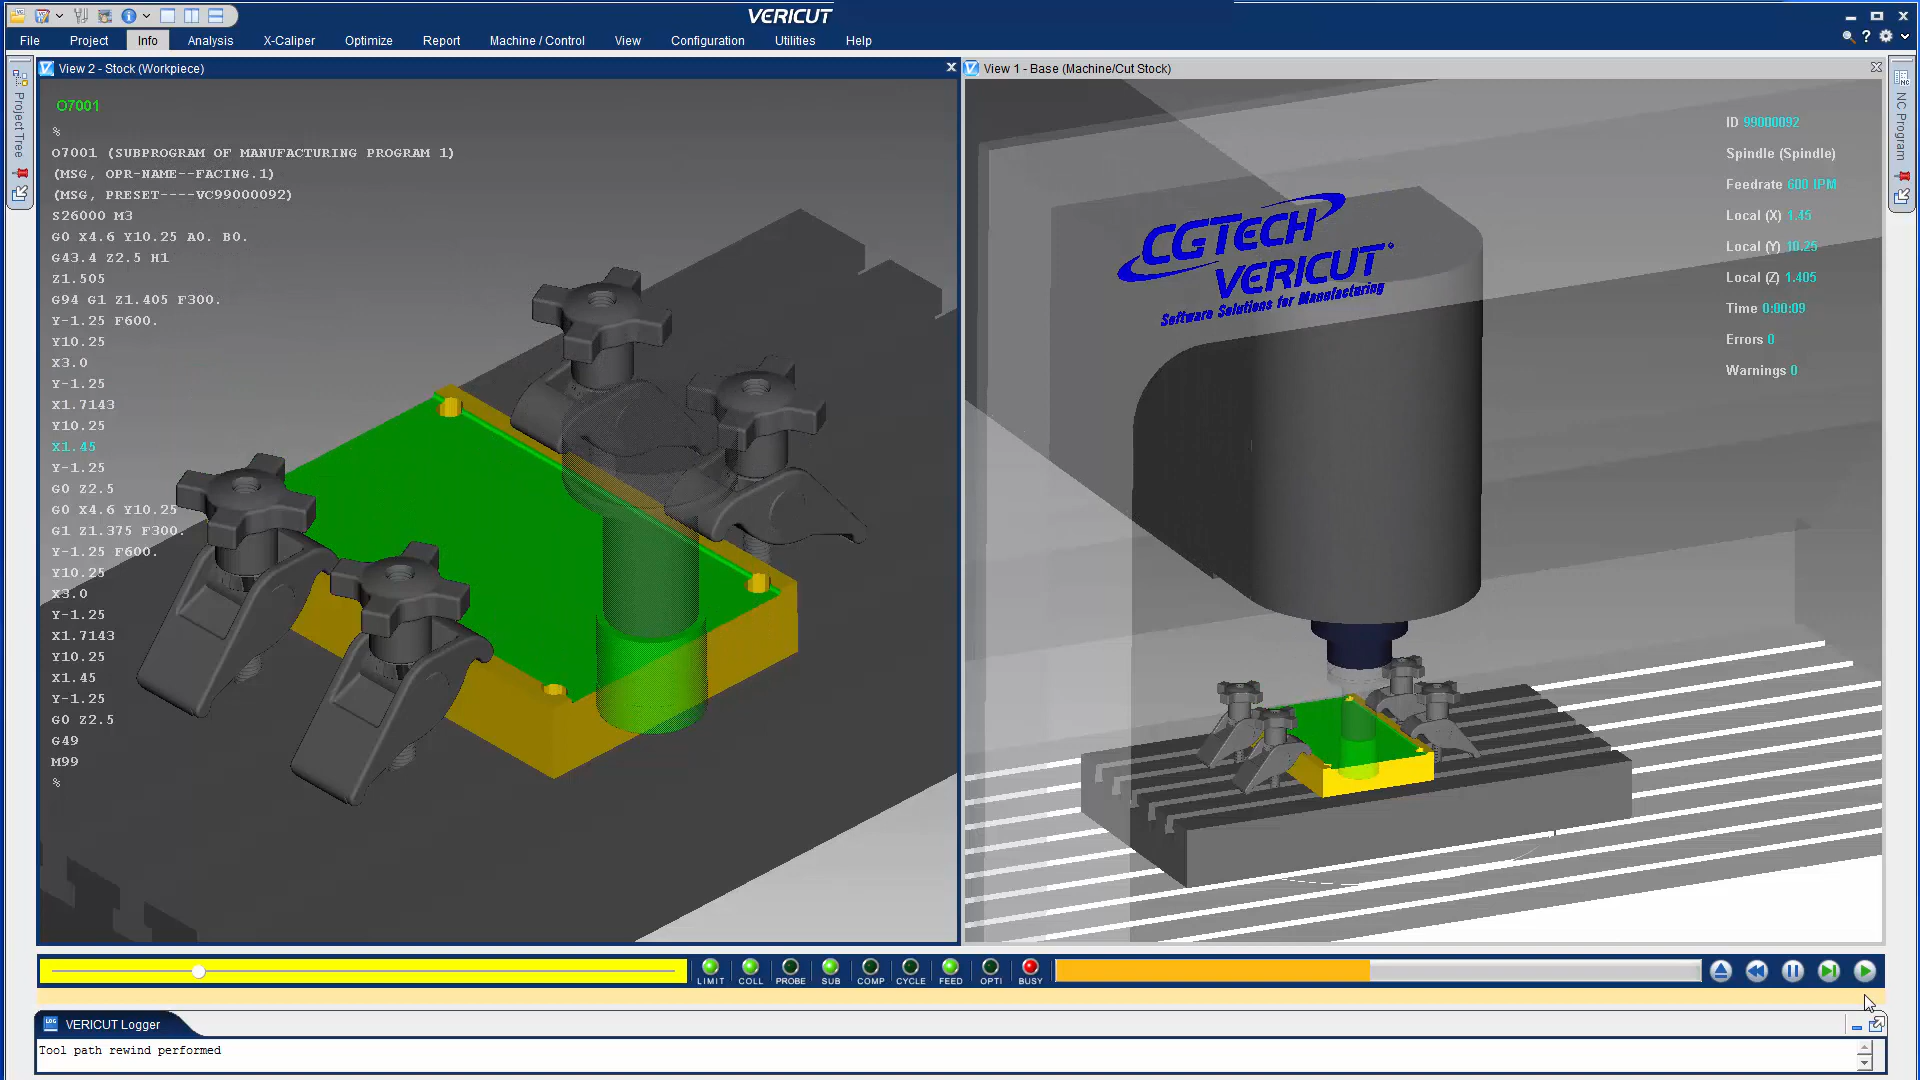 VERICUT
File Project Info Analysis X-Caliper Optimize Report Machine / Control View Configuration Utilities Help
Project Tree
View 2 - Stock (Workpiece)
O7001
%
O7001 (SUBPROGRAM OF MANUFACTURING PROGRAM 1)
(MSG, OPR-NAME--FACING.1)
(MSG, PRESET----VC99000092)
S26000 M3
G0 X4.6 Y10.25 A0. B0.
G43.4 Z2.5 H1
Z1.505
G94 G1 Z1.405 F300.
Y-1.25 F600.
Y10.25
X3.0
Y-1.25
X1.7143
Y10.25
X1.45
Y-1.25
G0 Z2.5
G0 X4.6 Y10.25
G1 Z1.375 F300.
Y-1.25 F600.
Y10.25
X3.0
Y-1.25
X1.7143
Y10.25
X1.45
Y-1.25
G0 Z2.5
G49
M99
%
View 1 - Base (Machine/Cut Stock)
CGTECH
VERICUT
Software Solutions for Manufacturing
ID 99000092
Spindle (Spindle)
Feedrate 600 IPM
Local (X) 1.45
Local (Y) 10.25
Local (Z) 1.405
Time 0:00:09
Errors 0
Warnings 0
NC Program
LIMIT COLL PROBE SUB COMP CYCLE FEED OPTI BUSY
LOG VERICUT Logger
Tool path rewind performed